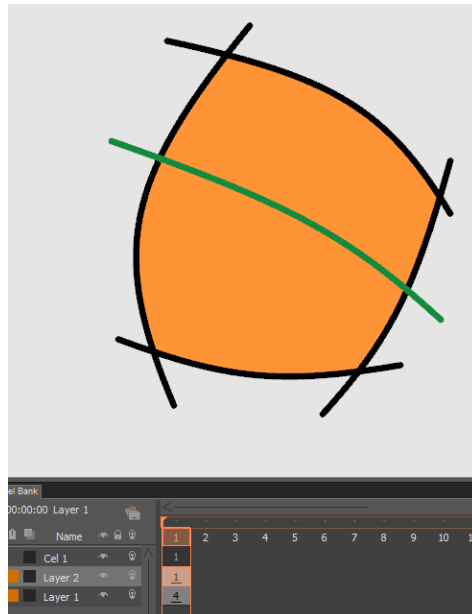 el Bank
00:00:00 Layer 1
Name 1 2 3 4 5 6 7 8 9 10 1
Cel 1 1
Layer 2 1
Layer 1 4